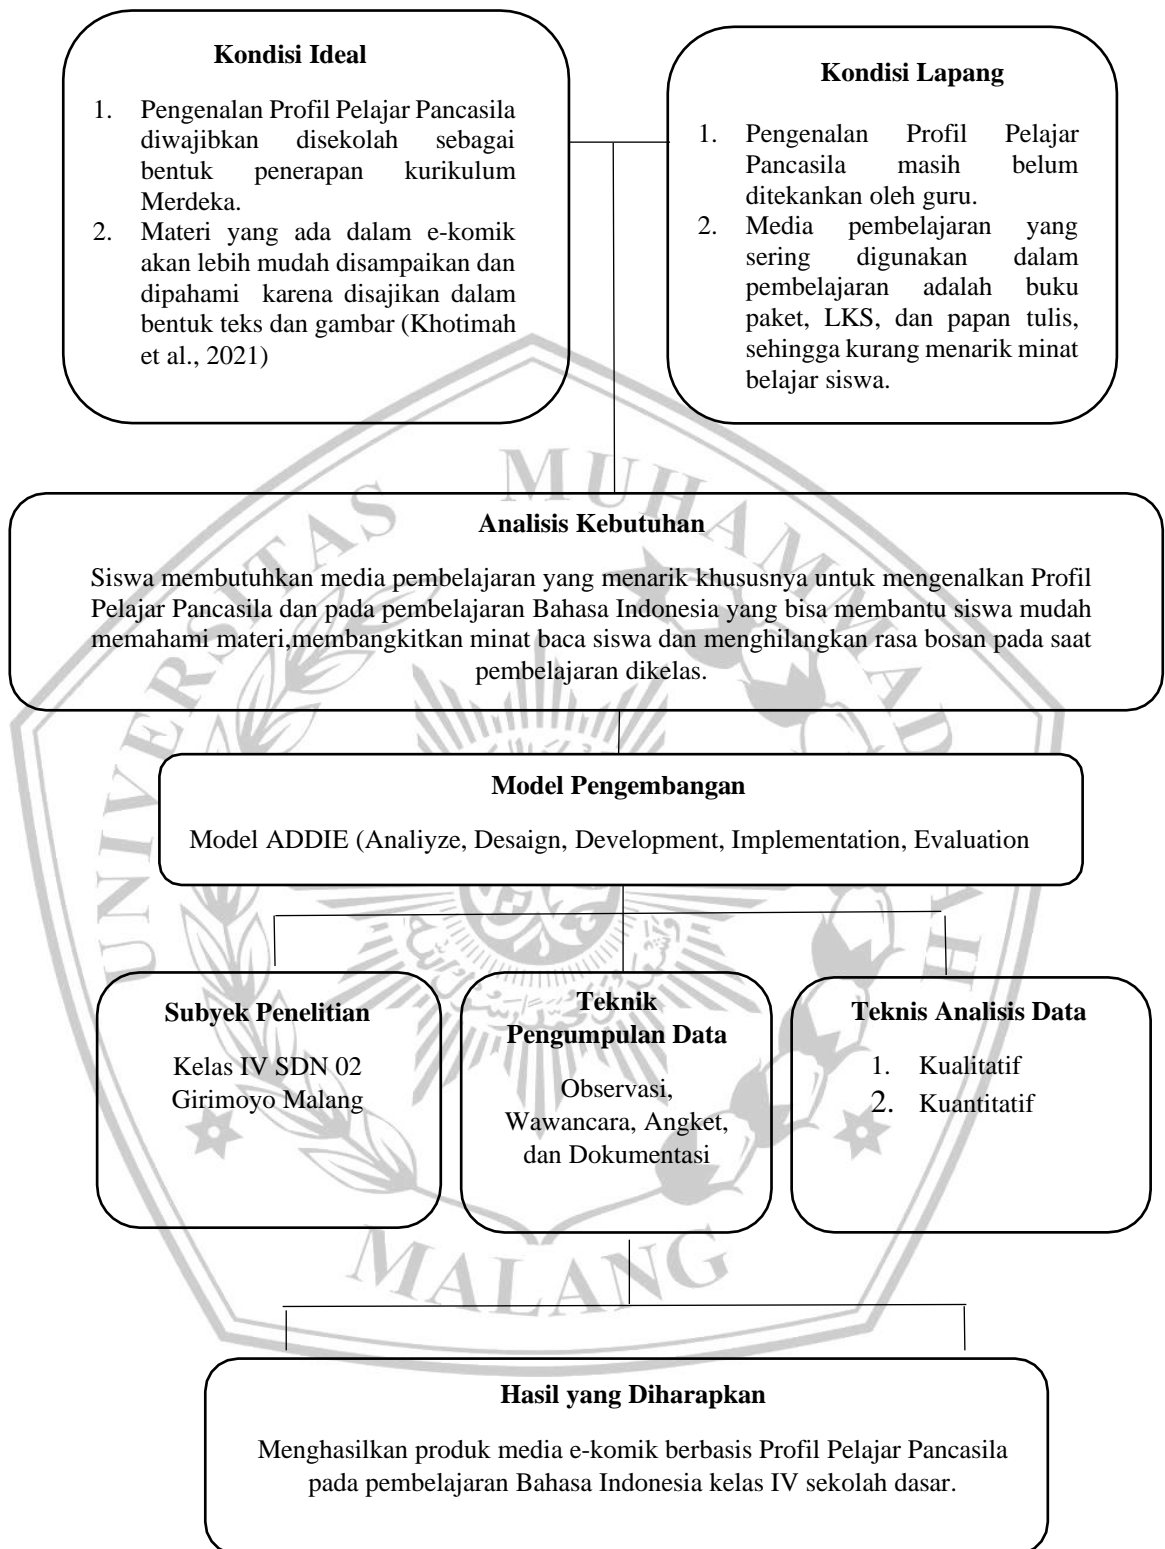 Kondisi Ideal
1. Pengenalan Profil Pelajar Pancasila
diwajibkan disekolah sebagai
bentuk penerapan kurikulum
Merdeka.
2. Materi yang ada dalam e-komik
akan lebih mudah disampaikan dan
dipahami karena disajikan dalam
bentuk teks dan gambar (Khotimah
et al., 2021)
Kondisi Lapang
1. Pengenalan Profil Pelajar
Pancasila masih belum
ditekankan oleh guru.
2. Media pembelajaran yang
sering digunakan dalam
pembelajaran adalah buku
paket, LKS, dan papan tulis,
sehingga kurang menarik minat
belajar siswa.
Analisis Kebutuhan
Siswa membutuhkan media pembelajaran yang menarik khususnya untuk mengenalkan Profil
Pelajar Pancasila dan pada pembelajaran Bahasa Indonesia yang bisa membantu siswa mudah
memahami materi,membangkitkan minat baca siswa dan menghilangkan rasa bosan pada saat
pembelajaran dikelas.
Model Pengembangan
Model ADDIE (Analiyze, Desaign, Development, Implementation, Evaluation
Subyek Penelitian
Kelas IV SDN 02
Girimoyo Malang
Teknik
Pengumpulan Data
Observasi,
Wawancara, Angket,
dan Dokumentasi
Teknis Analisis Data
1. Kualitatif
2. Kuantitatif
Hasil yang Diharapkan
Menghasilkan produk media e-komik berbasis Profil Pelajar Pancasila
pada pembelajaran Bahasa Indonesia kelas IV sekolah dasar.
UNIVERSITAS MUHAMMADIYAH
MALANG